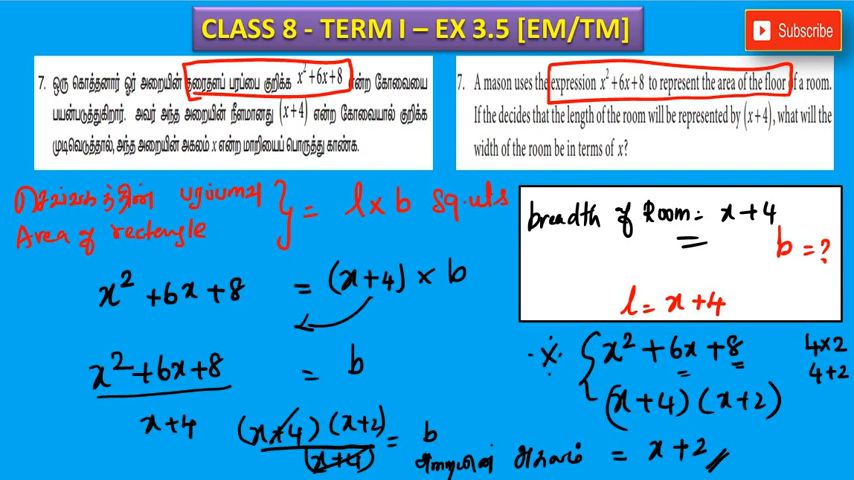 CLASS 8 - TERM I – EX 3.5 [EM/TM]
Subscribe
7. ஒரு கொத்தனார் ஓர் அறையின் தரைதளப் பரப்பை குறிக்க x²+6x+8 என்ற கோவையை
பயன்படுத்துகிறார். அவர் அந்த அறையின் நீளமானது (x+4) என்ற கோவையால் குறிக்க
முடிவெடுத்தால், அந்த அறையின் அகலம் x என்ற மாறியைப் பொருத்து காண்க.
7. A mason uses the expression x²+6x+8 to represent the area of the floor of a room.
If the decides that the length of the room will be represented by (x+4), what will the
width of the room be in terms of x?
செவ்வகத்தின் பரப்பளவு
Area of rectangle } = l × b sq.uts
x² + 6x + 8 = (x+4) × b
x² + 6x + 8 / x + 4 = b
(x+4) (x+2) / (x+4) = b
அறையின் அகலம் = x + 2 //
breadth of Room = x + 4
b = ?
l = x + 4
x² + 6x + 8
(x + 4) (x + 2)
4 × 2
4 + 2